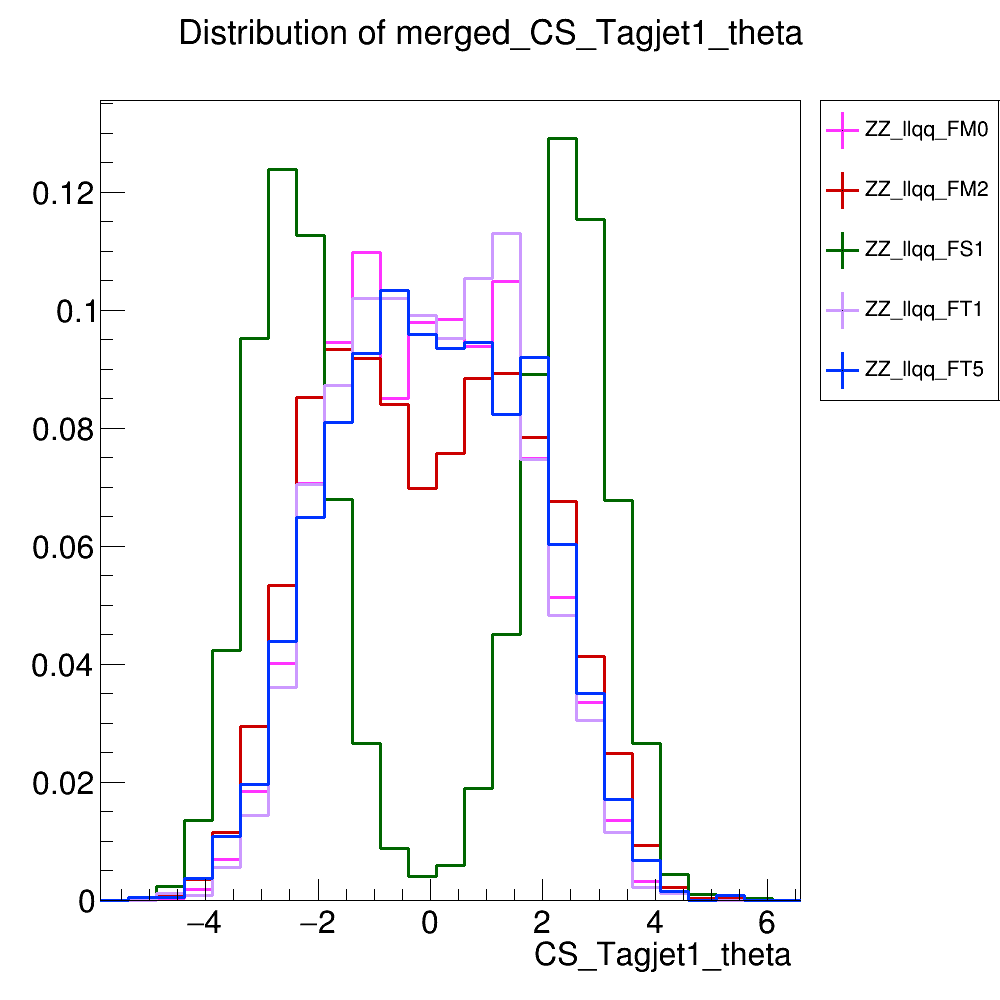 Distribution of merged_CS_Tagjet1_theta
ZZ_llqq_FM0
ZZ_llqq_FM2
ZZ_llqq_FS1
ZZ_llqq_FT1
ZZ_llqq_FT5
0.12
0.1
0.08
0.06
0.04
0.02
0
−4 −2 0 2 4 6
CS_Tagjet1_theta